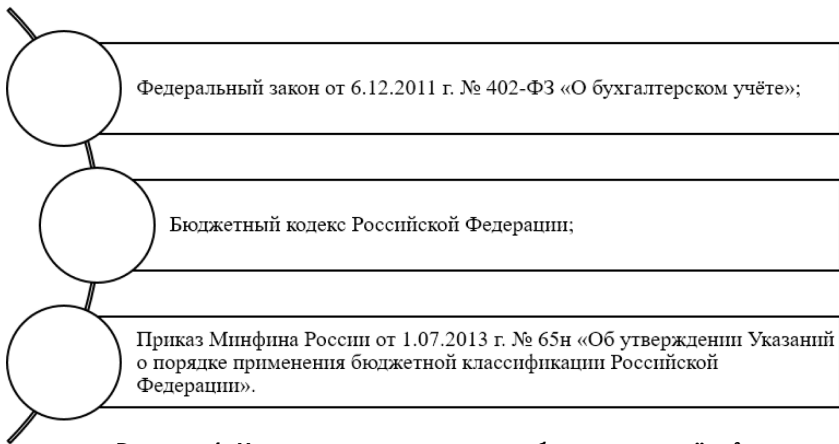 Федеральный закон от 6.12.2011 г. № 402-ФЗ «О бухгалтерском учёте»;
Бюджетный кодекс Российской Федерации;
Приказ Минфина России от 1.07.2013 г. № 65н «Об утверждении Указаний
о порядке применения бюджетной классификации Российской
Федерации».